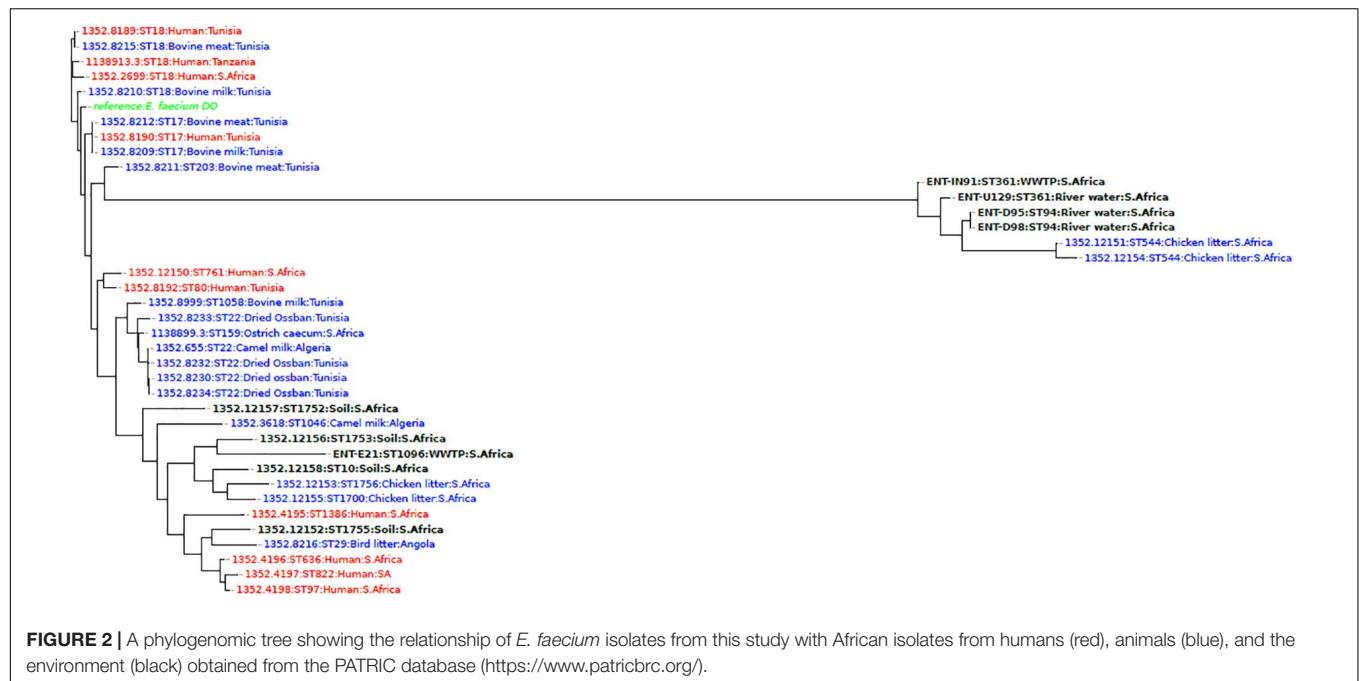 1352.8189:ST18:Human:Tunisia
1352.8215:ST18:Bovine meat:Tunisia
1138913.3:ST18:Human:Tanzania
1352.2699:ST18:Human:S.Africa
1352.8210:ST18:Bovine milk:Tunisia
reference:E. faecium DO
1352.8212:ST17:Bovine meat:Tunisia
1352.8190:ST17:Human:Tunisia
1352.8209:ST17:Bovine milk:Tunisia
1352.8211:ST203:Bovine meat:Tunisia
ENT-IN91:ST361:WWTP:S.Africa
ENT-U129:ST361:River water:S.Africa
ENT-D95:ST94:River water:S.Africa
ENT-D98:ST94:River water:S.Africa
1352.12151:ST544:Chicken litter:S.Africa
1352.12154:ST544:Chicken litter:S.Africa
1352.12150:ST761:Human:S.Africa
1352.8192:ST80:Human:Tunisia
1352.8999:ST1058:Bovine milk:Tunisia
1352.8233:ST22:Dried Ossban:Tunisia
1138899.3:ST159:Ostrich caecum:S.Africa
1352.655:ST22:Camel milk:Algeria
1352.8232:ST22:Dried Ossban:Tunisia
1352.8230:ST22:Dried ossban:Tunisia
1352.8234:ST22:Dried Ossban:Tunisia
1352.12157:ST1752:Soil:S.Africa
1352.3618:ST1046:Camel milk:Algeria
1352.12156:ST1753:Soil:S.Africa
ENT-E21:ST1096:WWTP:S.Africa
1352.12158:ST10:Soil:S.Africa
1352.12153:ST1756:Chicken litter:S.Africa
1352.12155:ST1700:Chicken litter:S.Africa
1352.4195:ST1386:Human:S.Africa
1352.12152:ST1755:Soil:S.Africa
1352.8216:ST29:Bird litter:Angola
1352.4196:ST636:Human:S.Africa
1352.4197:ST822:Human:SA
1352.4198:ST97:Human:S.Africa
FIGURE 2 | A phylogenomic tree showing the relationship of E. faecium isolates from this study with African isolates from humans (red), animals (blue), and the
environment (black) obtained from the PATRIC database (https://www.patricbrc.org/).